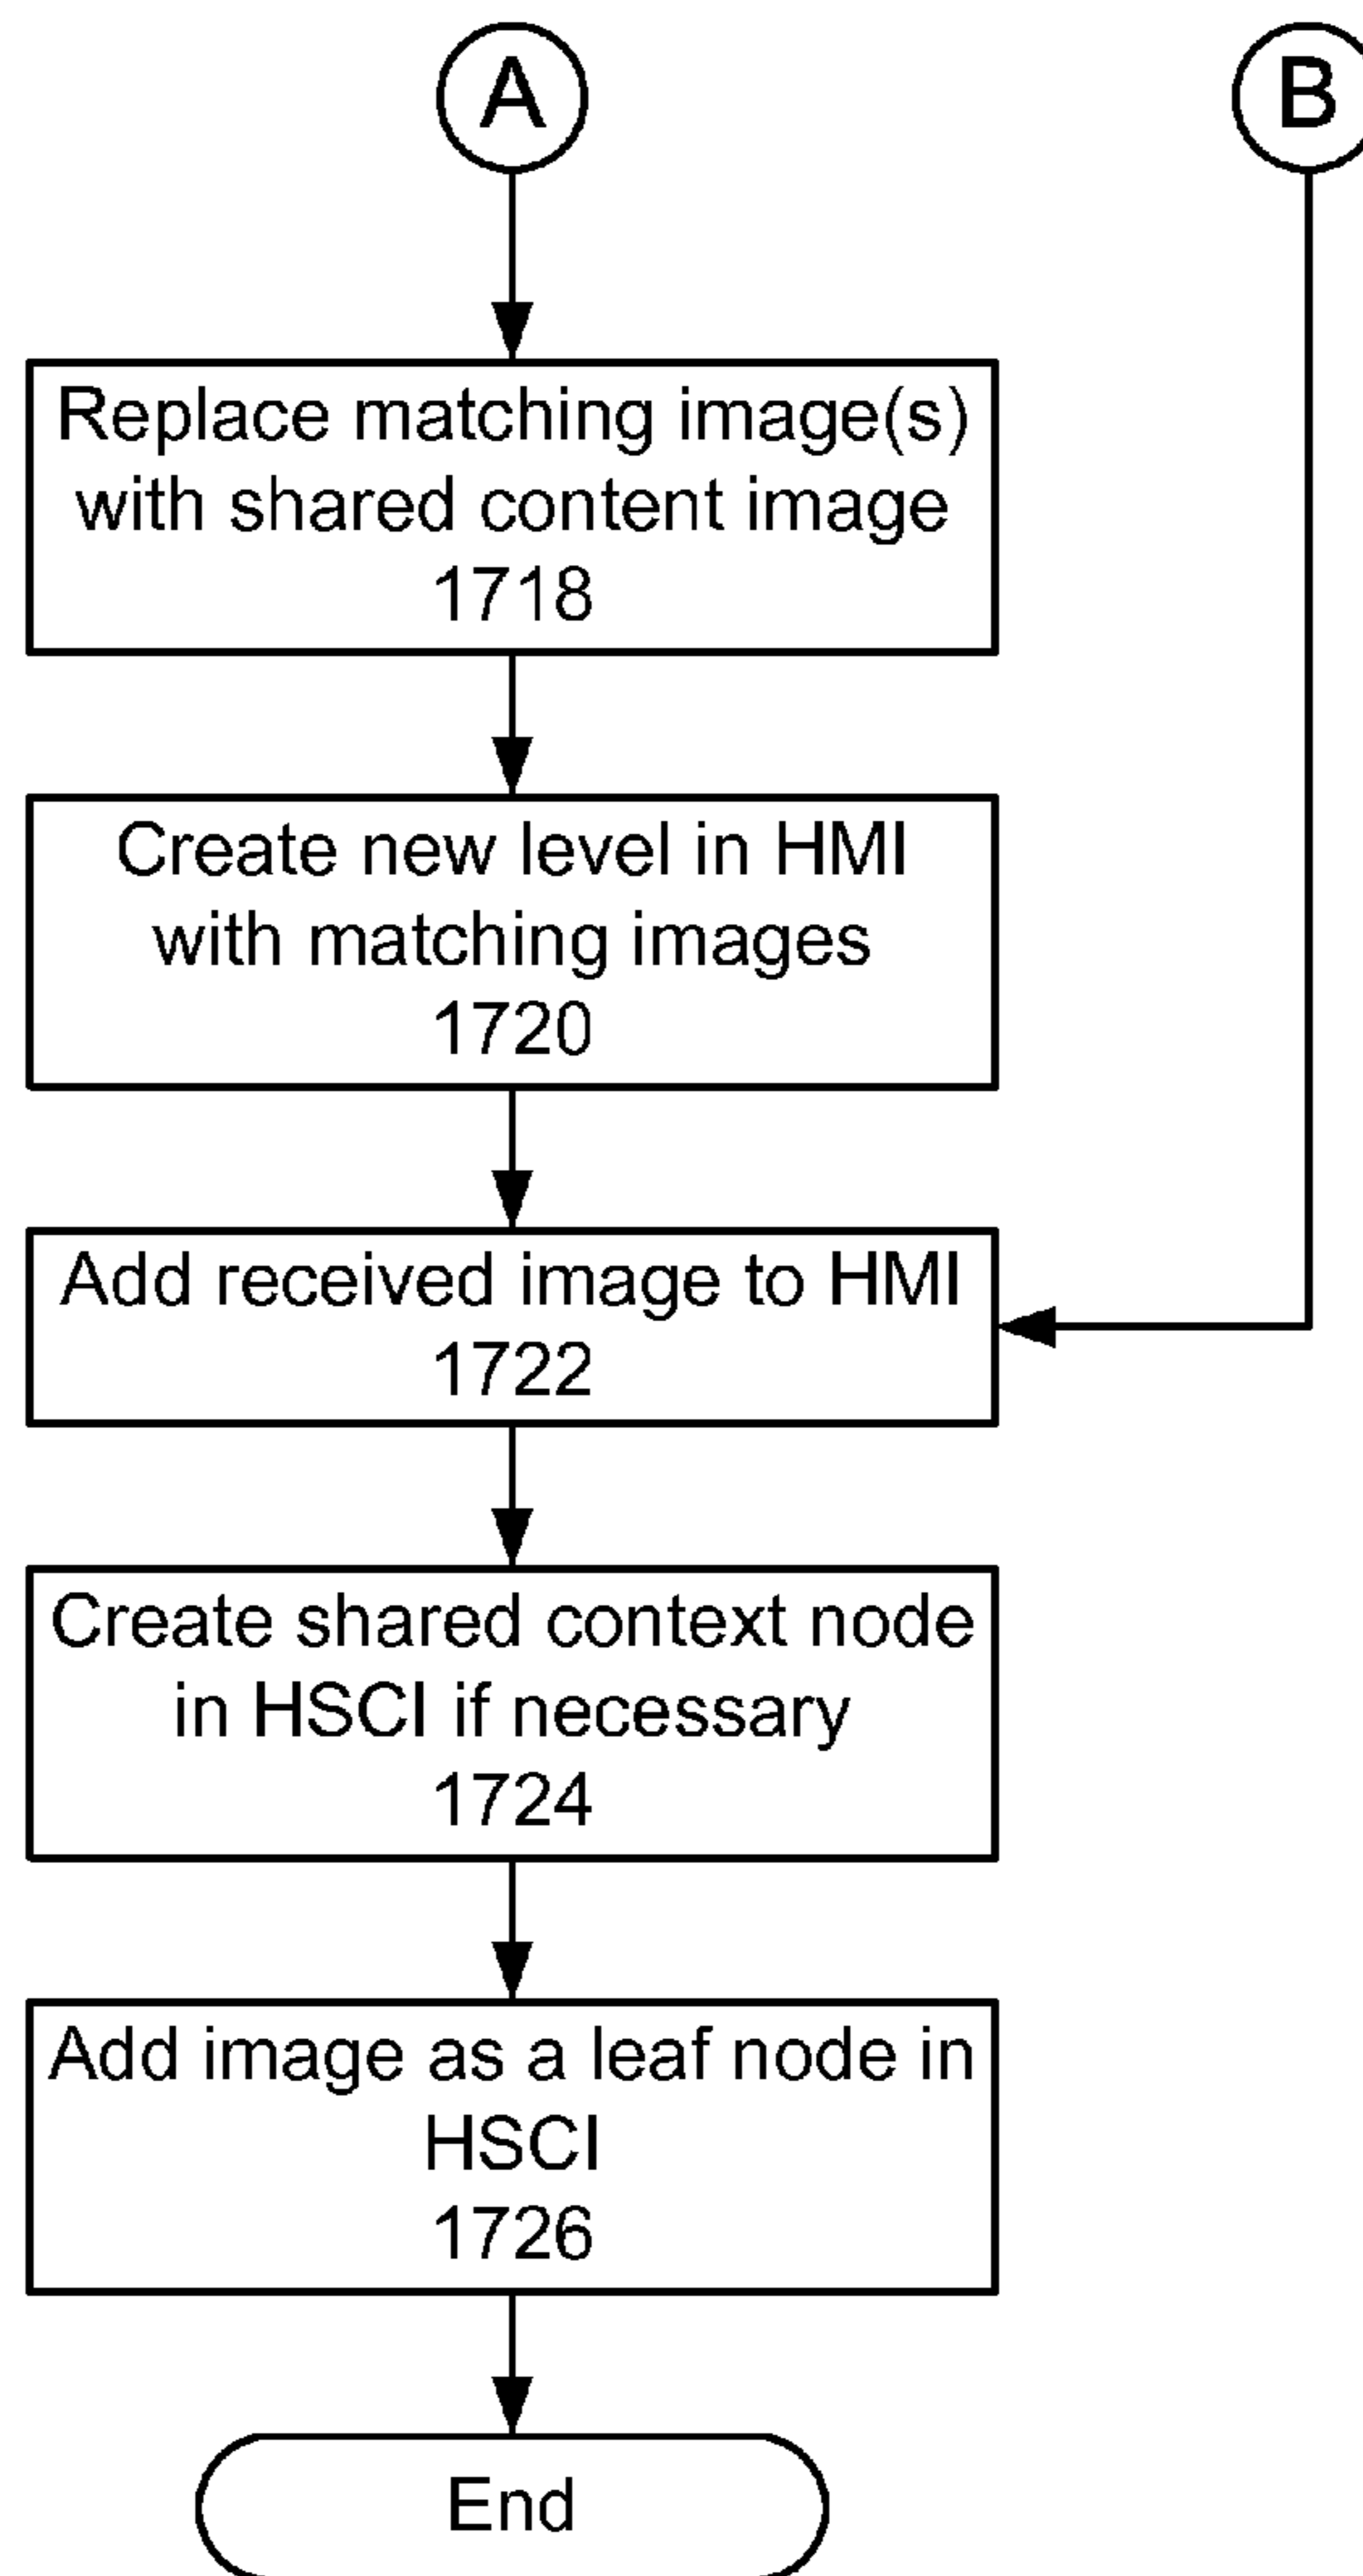 A
B
Replace matching image(s)
with shared content image
1718
Create new level in HMI
with matching images
1720
Add received image to HMI
1722
Create shared context node
in HSCI if necessary
1724
Add image as a leaf node in
HSCI
1726
End